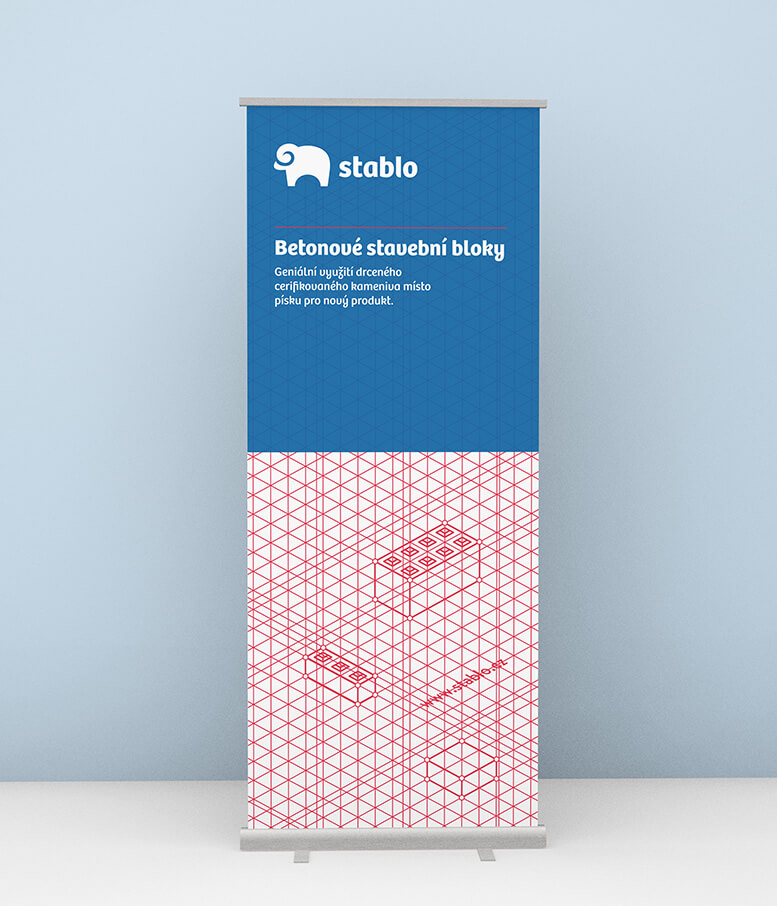 stablo
Betonové stavební bloky
Geniální využití drceného
cerifikovaného kameniva místo
písku pro nový produkt.
www.stablo.cz